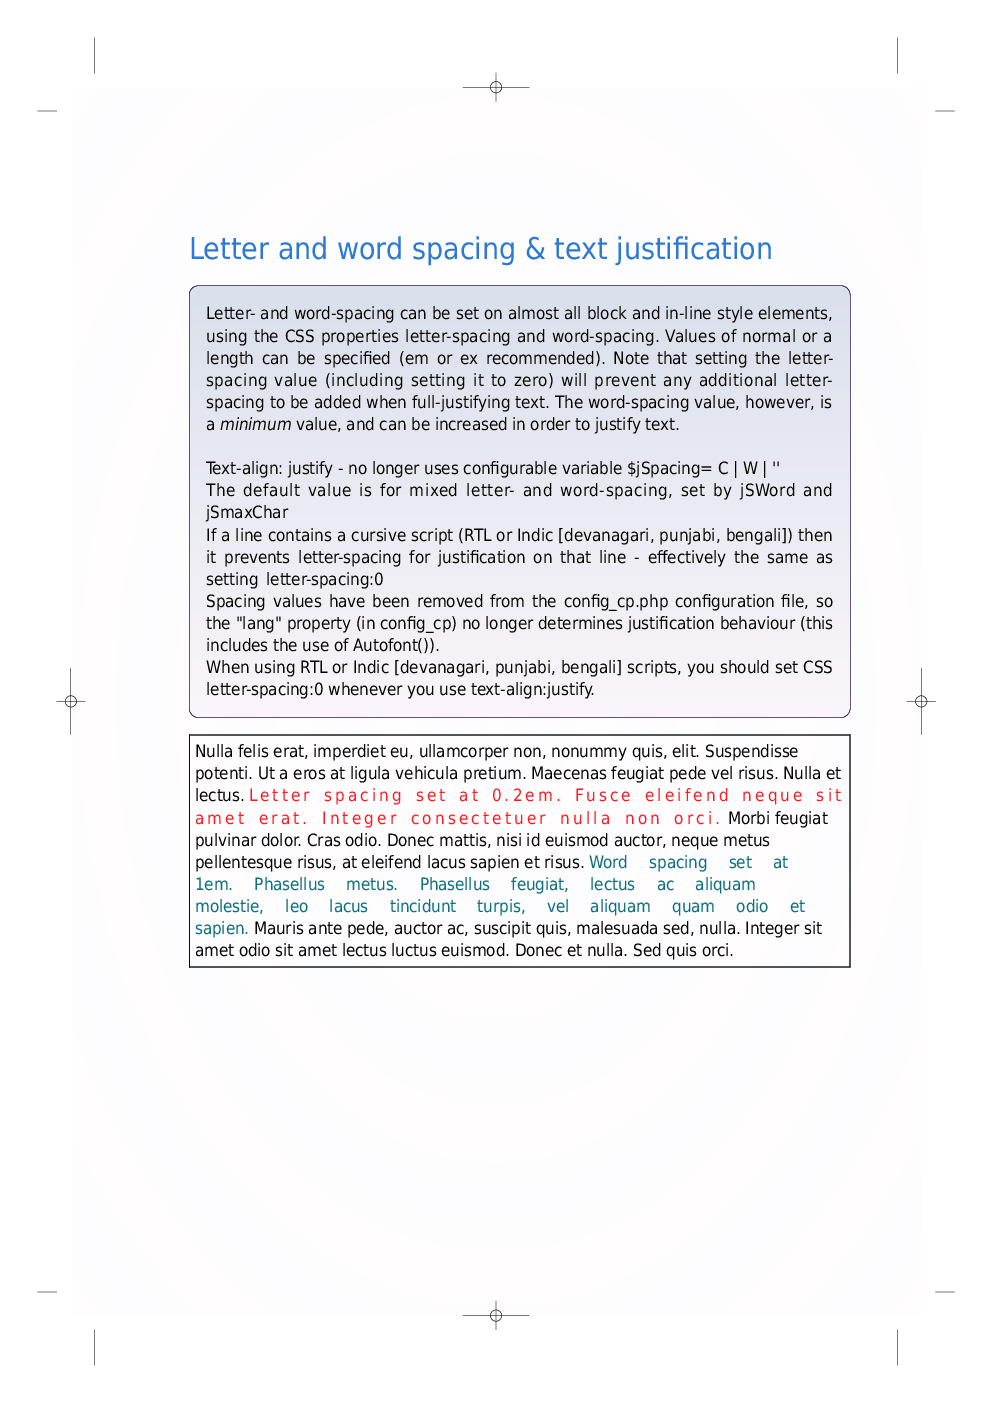 Letter and word spacing & text justification
Letter- and word-spacing can be set on almost all block and in-line style elements,
using the CSS properties letter-spacing and word-spacing. Values of normal or a
length can be specified (em or ex recommended). Note that setting the letter-
spacing value (including setting it to zero) will prevent any additional letter-
spacing to be added when full-justifying text. The word-spacing value, however, is
a minimum value, and can be increased in order to justify text.
Text-align: justify - no longer uses configurable variable $jSpacing= C | W | ''
The default value is for mixed letter- and word-spacing, set by jSWord and
jSmaxChar
If a line contains a cursive script (RTL or Indic [devanagari, punjabi, bengali]) then
it prevents letter-spacing for justification on that line - effectively the same as
setting letter-spacing:0
Spacing values have been removed from the config_cp.php configuration file, so
the "lang" property (in config_cp) no longer determines justification behaviour (this
includes the use of Autofont()).
When using RTL or Indic [devanagari, punjabi, bengali] scripts, you should set CSS
letter-spacing:0 whenever you use text-align:justify.
Nulla felis erat, imperdiet eu, ullamcorper non, nonummy quis, elit. Suspendisse
potenti. Ut a eros at ligula vehicula pretium. Maecenas feugiat pede vel risus. Nulla et
lectus. Letter spacing set at 0.2em. Fusce eleifend neque sit
amet erat. Integer consectetuer nulla non orci. Morbi feugiat
pulvinar dolor. Cras odio. Donec mattis, nisi id euismod auctor, neque metus
pellentesque risus, at eleifend lacus sapien et risus. Word spacing set at
1em. Phasellus metus. Phasellus feugiat, lectus ac aliquam
molestie, leo lacus tincidunt turpis, vel aliquam quam odio et
sapien. Mauris ante pede, auctor ac, suscipit quis, malesuada sed, nulla. Integer sit
amet odio sit amet lectus luctus euismod. Donec et nulla. Sed quis orci.